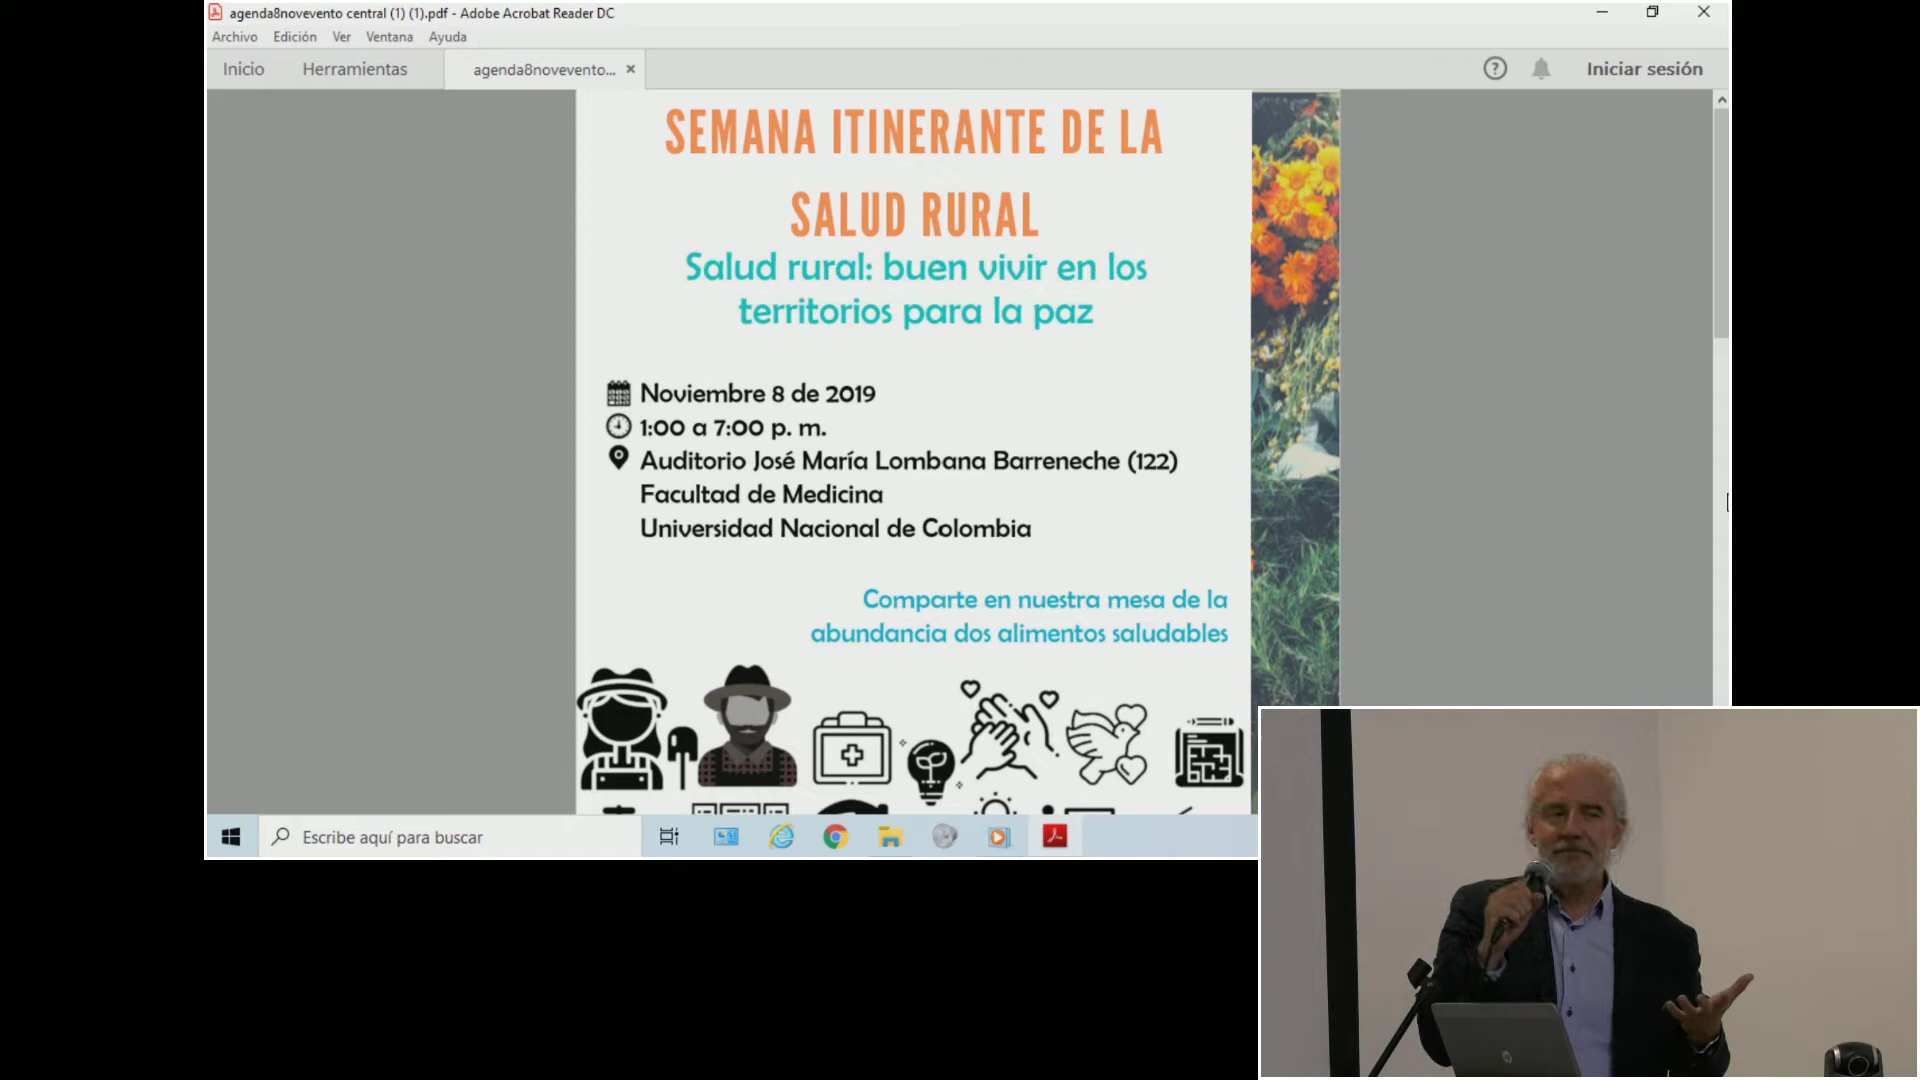 agenda8novevento central (1) (1).pdf - Adobe Acrobat Reader DC
Archivo Edición Ver Ventana Ayuda
Inicio Herramientas agenda8novevento... × Iniciar sesión
SEMANA ITINERANTE DE LA
SALUD RURAL
Salud rural: buen vivir en los
territorios para la paz
Noviembre 8 de 2019
1:00 a 7:00 p. m.
Auditorio José María Lombana Barreneche (122)
Facultad de Medicina
Universidad Nacional de Colombia
Comparte en nuestra mesa de la
abundancia dos alimentos saludables
Escribe aquí para buscar